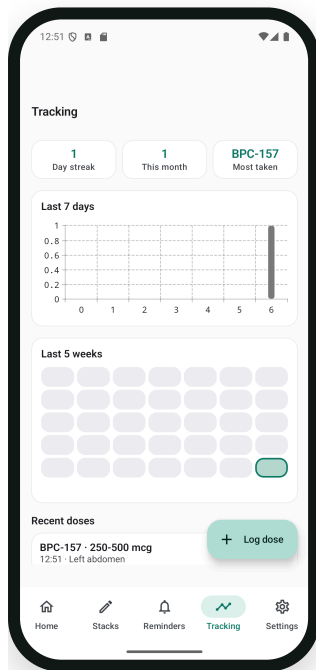 12:51
Tracking
1
Day streak
1
This month
BPC-157
Most taken
Last 7 days
1
0.8
0.6
0.4
0.2
0
0 1 2 3 4 5 6
Last 5 weeks
Recent doses
BPC-157 · 250-500 mcg
12:51 · Left abdomen
+ Log dose
Home Stacks Reminders Tracking Settings